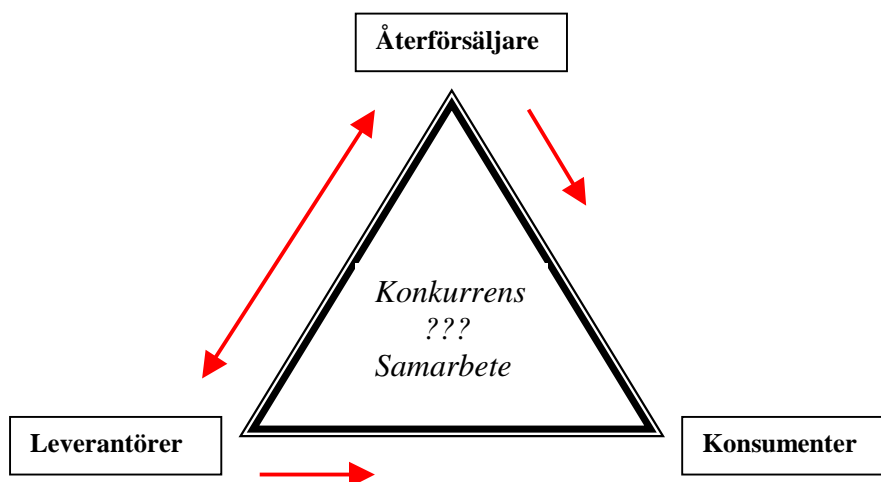 Återförsäljare
Konkurrens
???
Samarbete
Leverantörer
Konsumenter